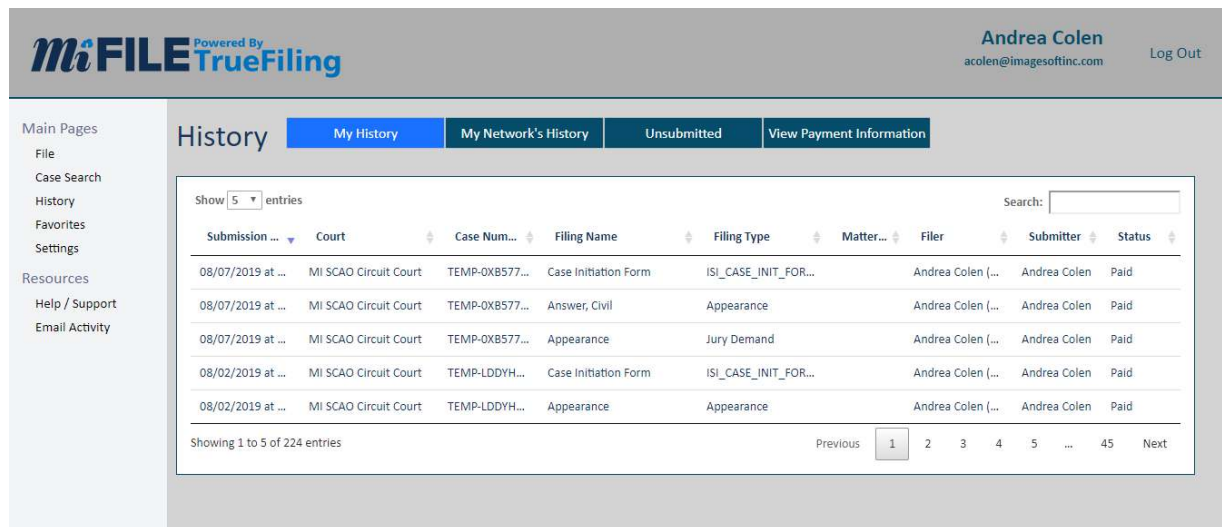 MiFILE Powered By TrueFiling
Andrea Colen
acolen@imagesoftinc.com
Log Out
Main Pages
File
Case Search
History
Favorites
Settings
Resources
Help / Support
Email Activity
History My History My Network's History Unsubmitted View Payment Information
Show 5 entries Search:
Submission ... Court Case Num... Filing Name Filing Type Matter... Filer Submitter Status
08/07/2019 at ... MI SCAO Circuit Court TEMP-0XB577... Case Initiation Form ISI_CASE_INIT_FOR... Andrea Colen (... Andrea Colen Paid
08/07/2019 at ... MI SCAO Circuit Court TEMP-0XB577... Answer, Civil Appearance Andrea Colen (... Andrea Colen Paid
08/07/2019 at ... MI SCAO Circuit Court TEMP-0XB577... Appearance Jury Demand Andrea Colen (... Andrea Colen Paid
08/02/2019 at ... MI SCAO Circuit Court TEMP-LDDYH... Case Initiation Form ISI_CASE_INIT_FOR... Andrea Colen (... Andrea Colen Paid
08/02/2019 at ... MI SCAO Circuit Court TEMP-LDDYH... Appearance Appearance Andrea Colen (... Andrea Colen Paid
Showing 1 to 5 of 224 entries Previous 1 2 3 4 5 ... 45 Next